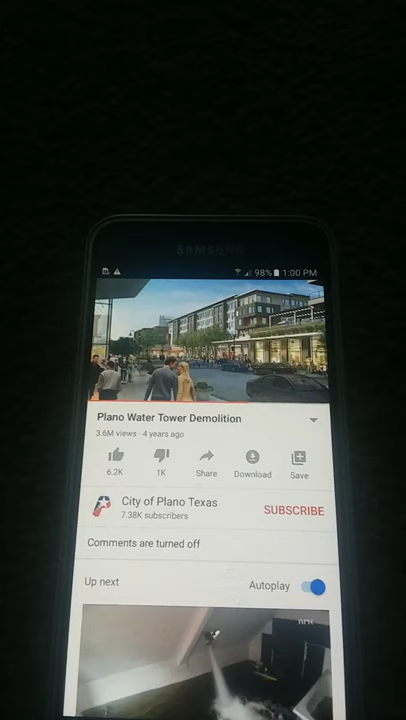 SAMSUNG
98% 1:00 PM
Plano Water Tower Demolition
3.6M views · 4 years ago
6.2K 1K Share Download Save
City of Plano Texas
7.38K subscribers
SUBSCRIBE
Comments are turned off
Up next Autoplay
nrk